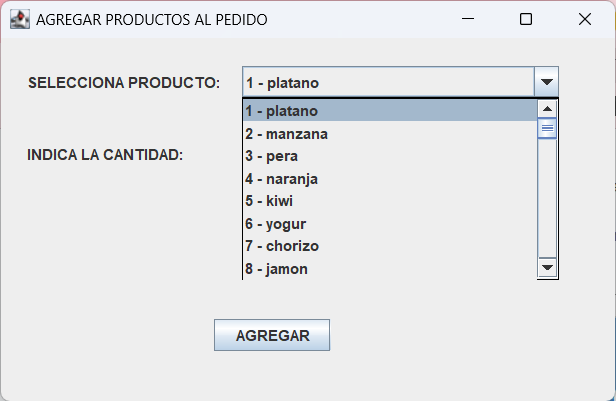 AGREGAR PRODUCTOS AL PEDIDO
SELECCIONA PRODUCTO: 1 - platano
1 - platano
2 - manzana
INDICA LA CANTIDAD: 3 - pera
4 - naranja
5 - kiwi
6 - yogur
7 - chorizo
8 - jamon
AGREGAR